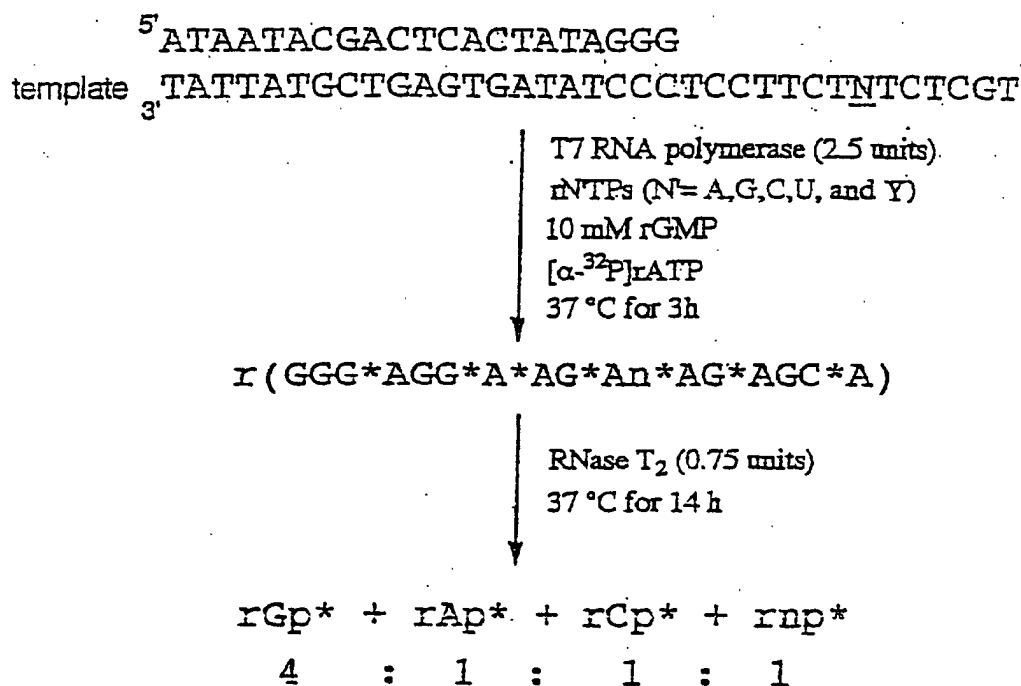 5' ATAATACGACTCACTATAGGG
template 3' TATTATGCTGAGTGATATCCCTCCTTCTNTCTCGT
T7 RNA polymerase (2.5 units)
rN'TPs (N'= A,G,C,U, and Y)
10 mM rGMP
[α-³²P]rATP
37 °C for 3h
r(GGG*AGG*A*AG*An*AG*AGC*A)
RNase T₂ (0.75 units)
37 °C for 14 h
rGp* + rAp* + rCp* + rnp*
4 : 1 : 1 : 1